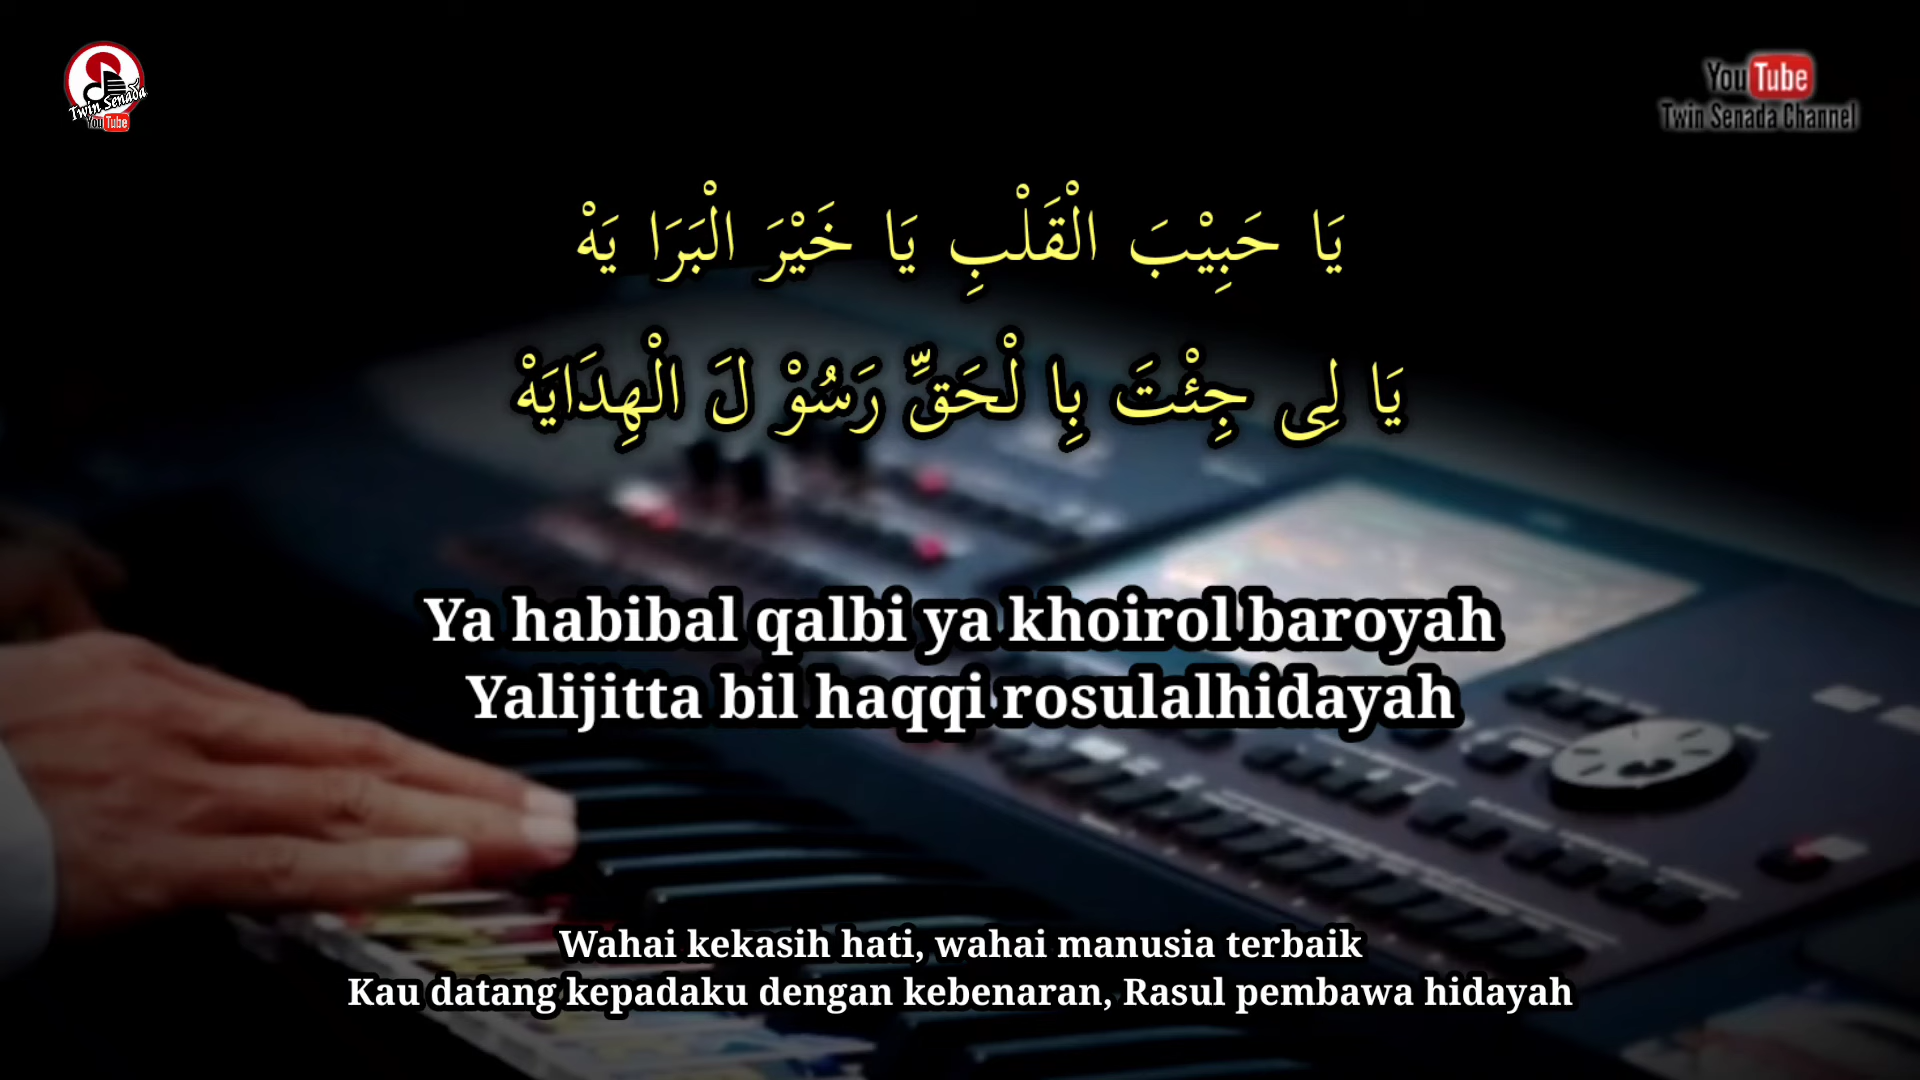 Twin Senada
YouTube
YouTube
Twin Senada Channel
يَا حَبِيْبَ الْقَلْبِ يَا خَيْرَ الْبَرَا يَهْ
يَا لِى جِئْتَ بِا لْحَقِّ رَسُوْ لَ الْهِدَايَهْ
Ya habibal qalbi ya khoirol baroyah
Yalijitta bil haqqi rosulalhidayah
Wahai kekasih hati, wahai manusia terbaik
Kau datang kepadaku dengan kebenaran, Rasul pembawa hidayah